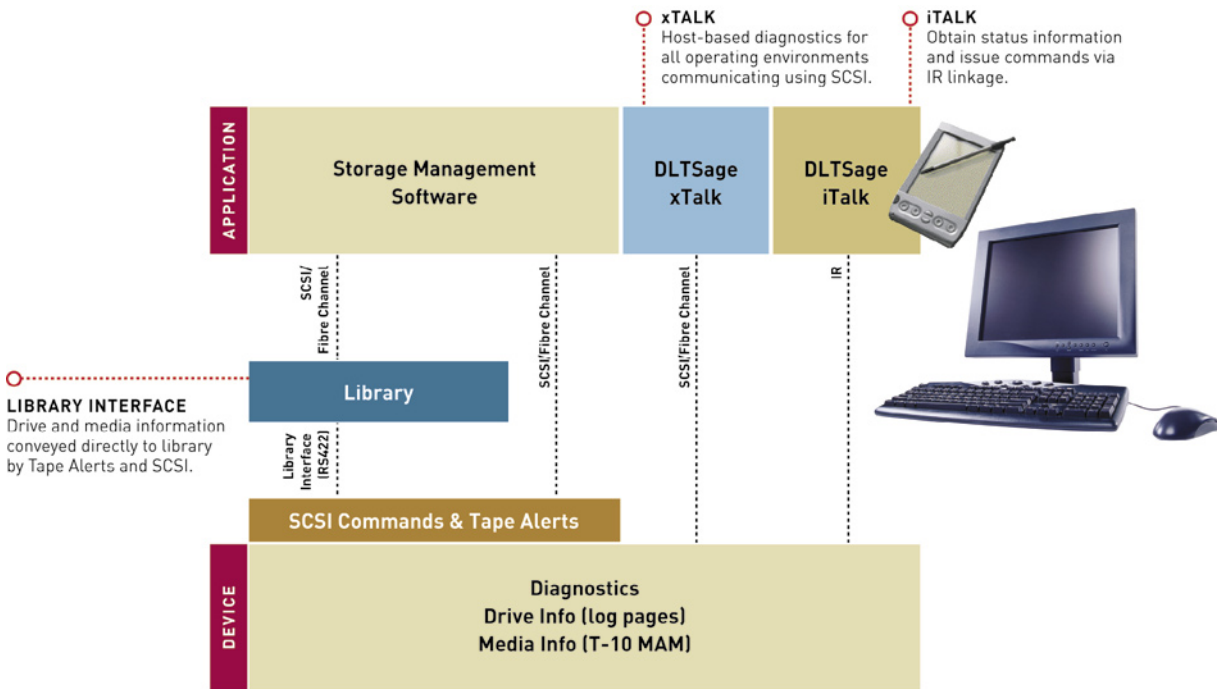 xTALK
Host-based diagnostics for
all operating environments
communicating using SCSI.
iTALK
Obtain status information
and issue commands via
IR linkage.
APPLICATION
Storage Management
Software
DLTSage
xTalk
DLTSage
iTalk
SCSI/
Fibre Channel
SCSI/Fibre Channel
SCSI/Fibre Channel
IR
Library
LIBRARY INTERFACE
Drive and media information
conveyed directly to library
by Tape Alerts and SCSI.
Library
Interface
(RS422)
SCSI Commands & Tape Alerts
DEVICE
Diagnostics
Drive Info (log pages)
Media Info (T-10 MAM)